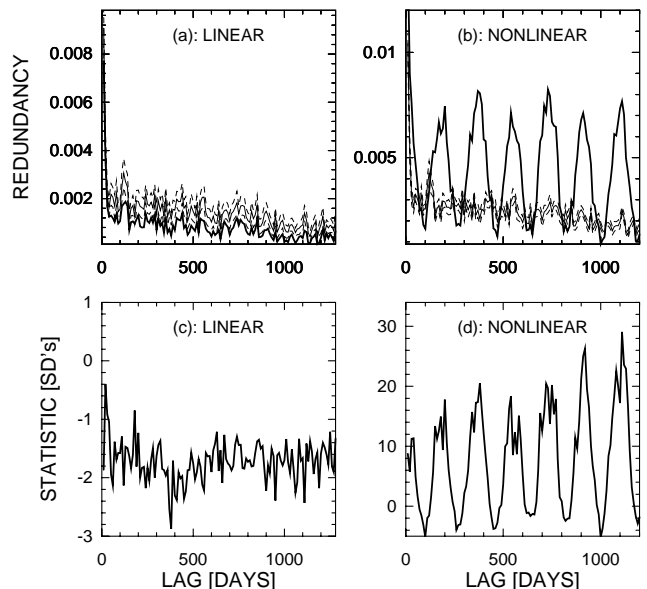 (a): LINEAR
(b): NONLINEAR
REDUNDANCY
0.008
0.006
0.004
0.002
0.01
0.005
0 500 1000
0 500 1000
(c): LINEAR
(d): NONLINEAR
STATISTIC [SD's]
1
0
-1
-2
-3
30
20
10
0
0 500 1000
0 500 1000
LAG [DAYS]
LAG [DAYS]